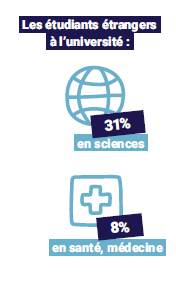 Les étudiants étrangers
à l'université :
31%
en sciences
8%
en santé, médecine